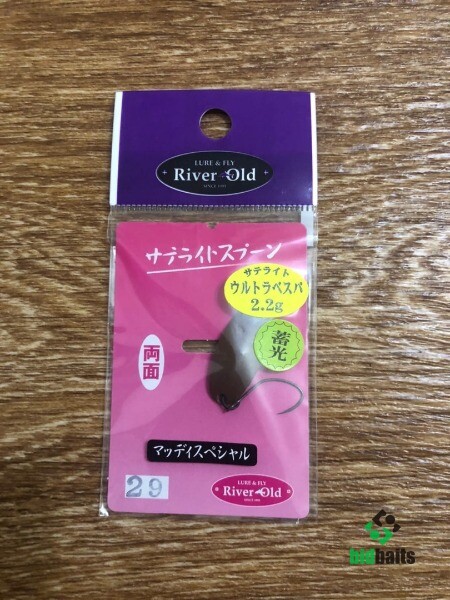 LURE & FLY
River Old
SINCE 1991
サテライトスプーン
サテライト
ウルトラベスパ
2.2g
蓄光
両面
マッディスペシャル
29
LURE & FLY
River Old
bigbaits